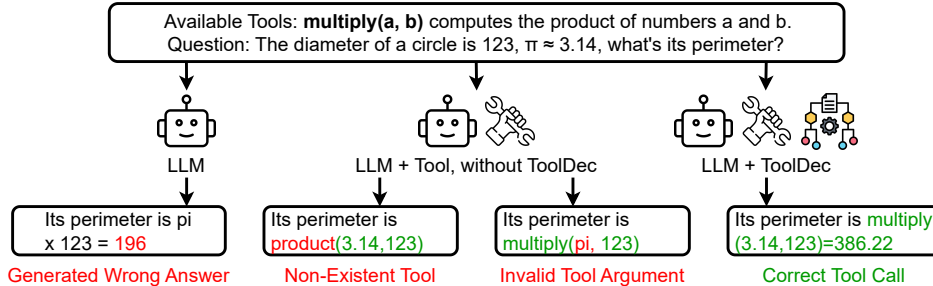 Available Tools: multiply(a, b) computes the product of numbers a and b.
Question: The diameter of a circle is 123, π ≈ 3.14, what's its perimeter?
LLM
LLM + Tool, without ToolDec
LLM + ToolDec
Its perimeter is pi
x 123 = 196
Its perimeter is
product(3.14,123)
Its perimeter is
multiply(pi, 123)
Its perimeter is multiply
(3.14,123)=386.22
Generated Wrong Answer
Non-Existent Tool
Invalid Tool Argument
Correct Tool Call